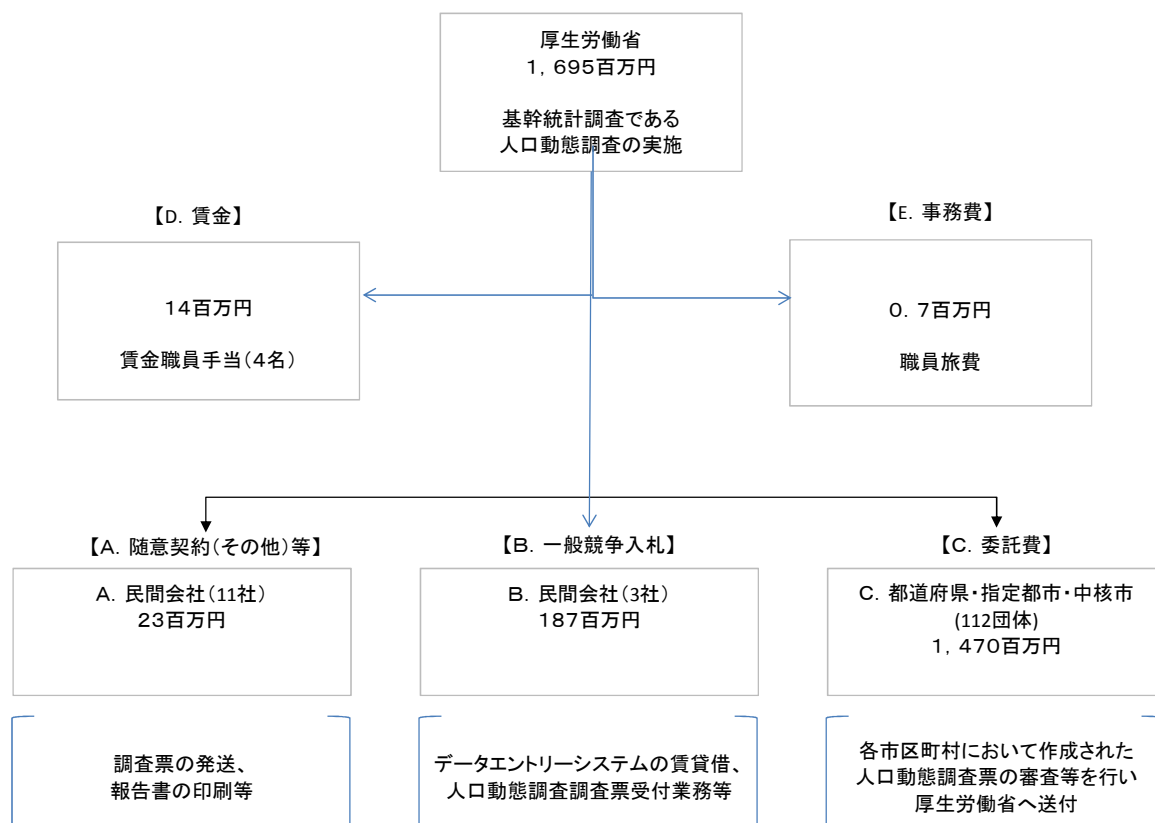 厚生労働省
１，６９５百万円
基幹統計調査である
人口動態調査の実施
【D．賃金】
【E．事務費】
１４百万円
賃金職員手当（４名）
０．７百万円
職員旅費
【A．随意契約（その他）等】
【B．一般競争入札】
【C．委託費】
A．民間会社（11社）
２３百万円
B．民間会社（3社）
１８７百万円
C．都道府県・指定都市・中核市
(112団体)
１，４７０百万円
調査票の発送、
報告書の印刷等
データエントリーシステムの賃貸借、
人口動態調査調査票受付業務等
各市区町村において作成された
人口動態調査票の審査等を行い
厚生労働省へ送付